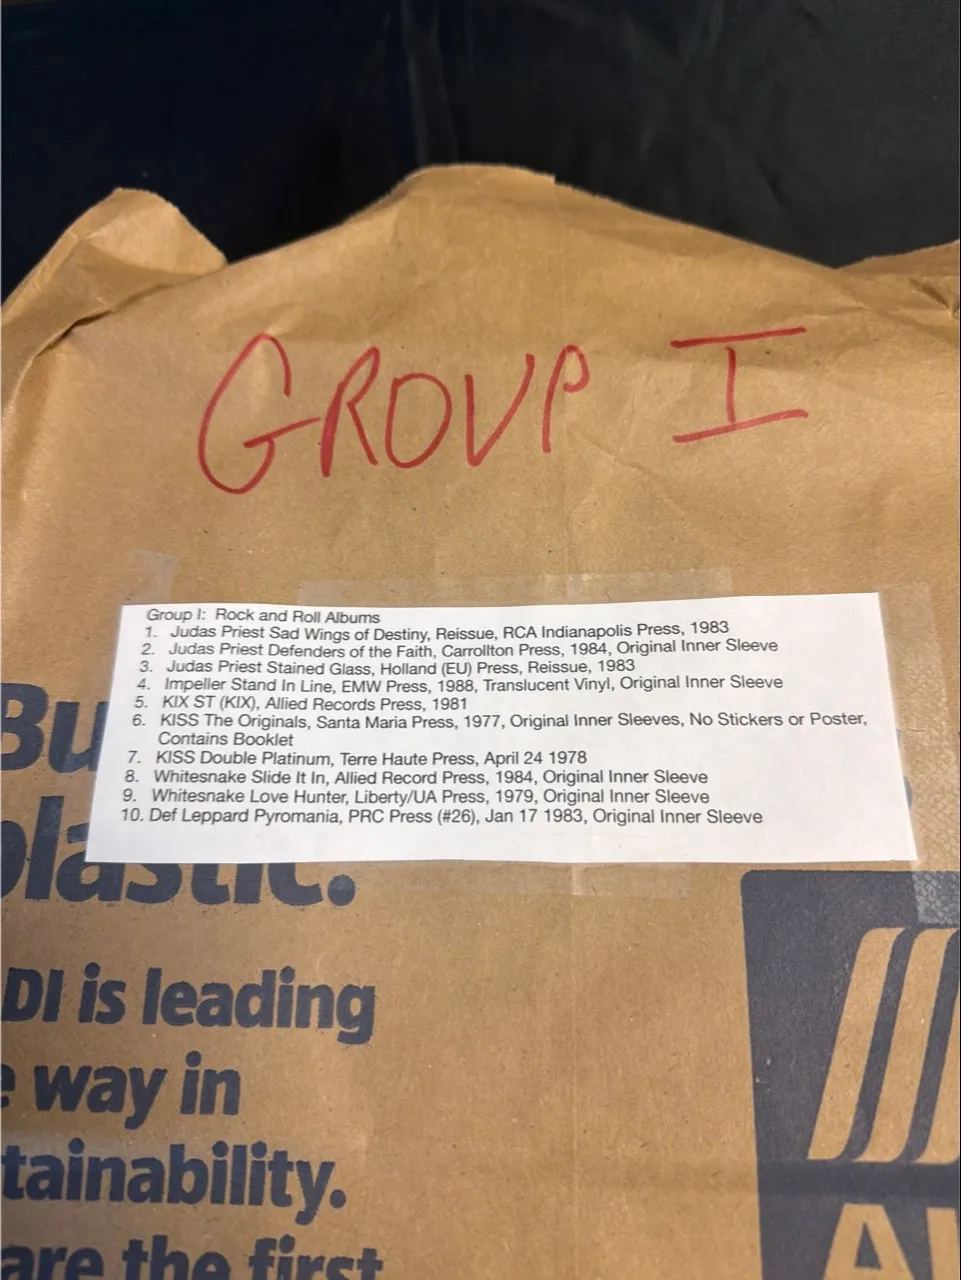 GROUP I
Group I: Rock and Roll Albums
1. Judas Priest Sad Wings of Destiny, Reissue, RCA Indianapolis Press, 1983
2. Judas Priest Defenders of the Faith, Carrollton Press, 1984, Original Inner Sleeve
3. Judas Priest Stained Glass, Holland (EU) Press, Reissue, 1983
4. Impeller Stand In Line, EMW Press, 1988, Translucent Vinyl, Original Inner Sleeve
5. KIX ST (KIX), Allied Records Press, 1981
6. KISS The Originals, Santa Maria Press, 1977, Original Inner Sleeves, No Stickers or Poster,
Contains Booklet
7. KISS Double Platinum, Terre Haute Press, April 24 1978
8. Whitesnake Slide It In, Allied Record Press, 1984, Original Inner Sleeve
9. Whitesnake Love Hunter, Liberty/UA Press, 1979, Original Inner Sleeve
10. Def Leppard Pyromania, PRC Press (#26), Jan 17 1983, Original Inner Sleeve
Bu
plastic.
DI is leading
e way in
tainability.
are the first
AL